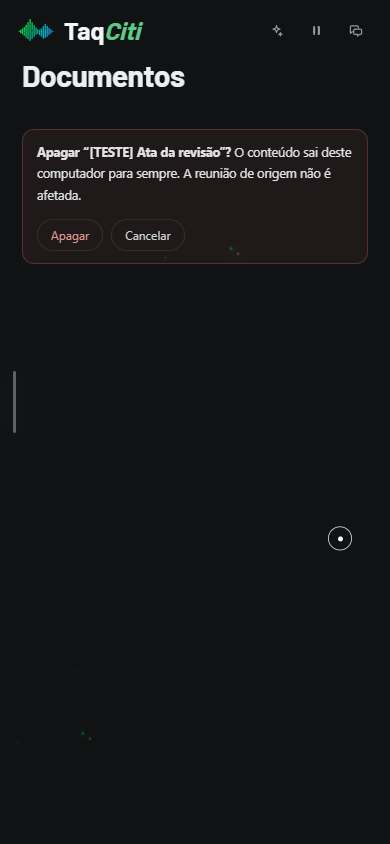 TaqCiti
Documentos
Apagar “[TESTE] Ata da revisão”? O conteúdo sai deste
computador para sempre. A reunião de origem não é
afetada.
Apagar
Cancelar